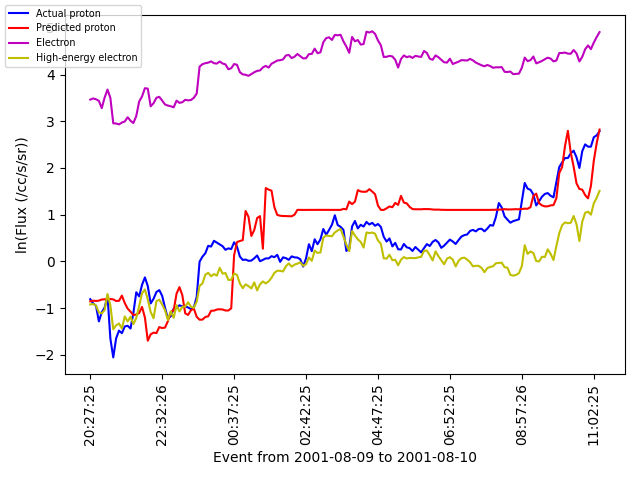 Actual proton
Predicted proton
Electron
High-energy electron
ln(Flux (/cc/s/sr))
4
3
2
1
0
−1
−2
20:27:25
22:32:26
00:37:25
02:42:25
04:47:25
06:52:25
08:57:26
11:02:25
Event from 2001-08-09 to 2001-08-10